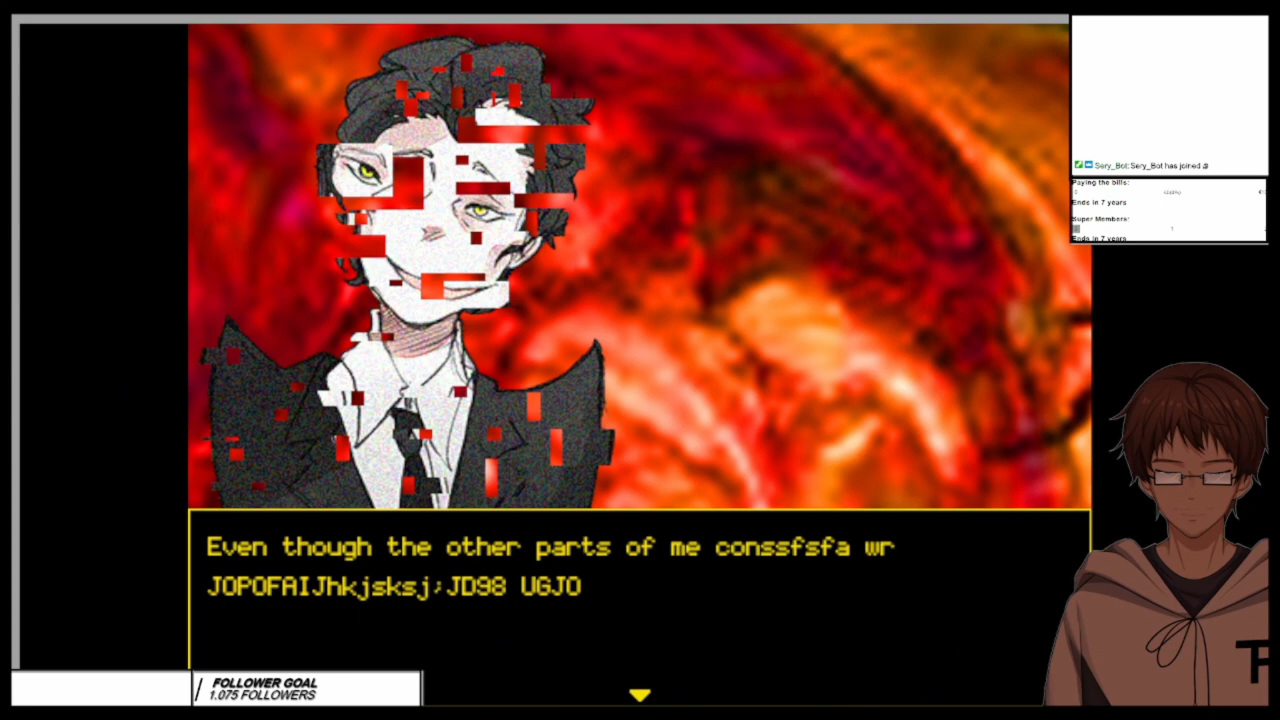 Sery_Bot: Sery_Bot has joined
Paying the bills:
Ends in 7 years
Super Members:
1
Ends in 7 years
Even though the other parts of me conssfsfa wr
JOPOFAIJhkjsksj;JD98 UGJO
FOLLOWER GOAL
1.075 FOLLOWERS